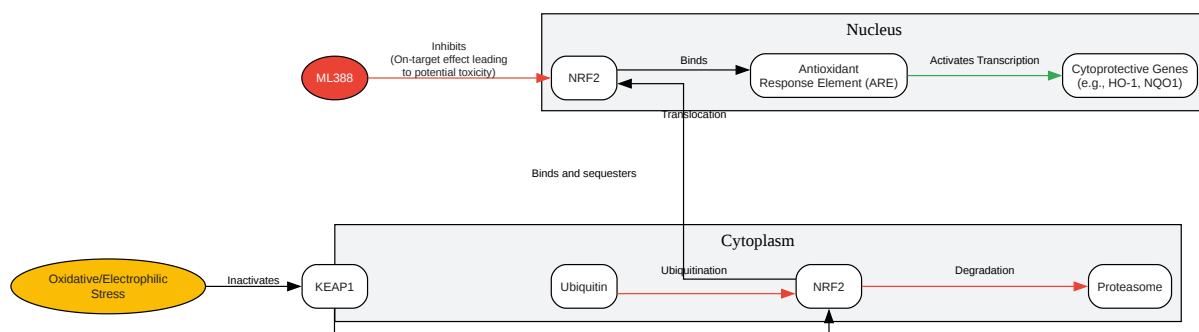 Nucleus
Inhibits
(On-target effect leading
to potential toxicity)
ML388
NRF2
Binds
Antioxidant
Response Element (ARE)
Activates Transcription
Cytoprotective Genes
(e.g., HO-1, NQO1)
Translocation
Binds and sequesters
Cytoplasm
Oxidative/Electrophilic
Stress
Inactivates
KEAP1
Ubiquitin
Ubiquitination
NRF2
Degradation
Proteasome